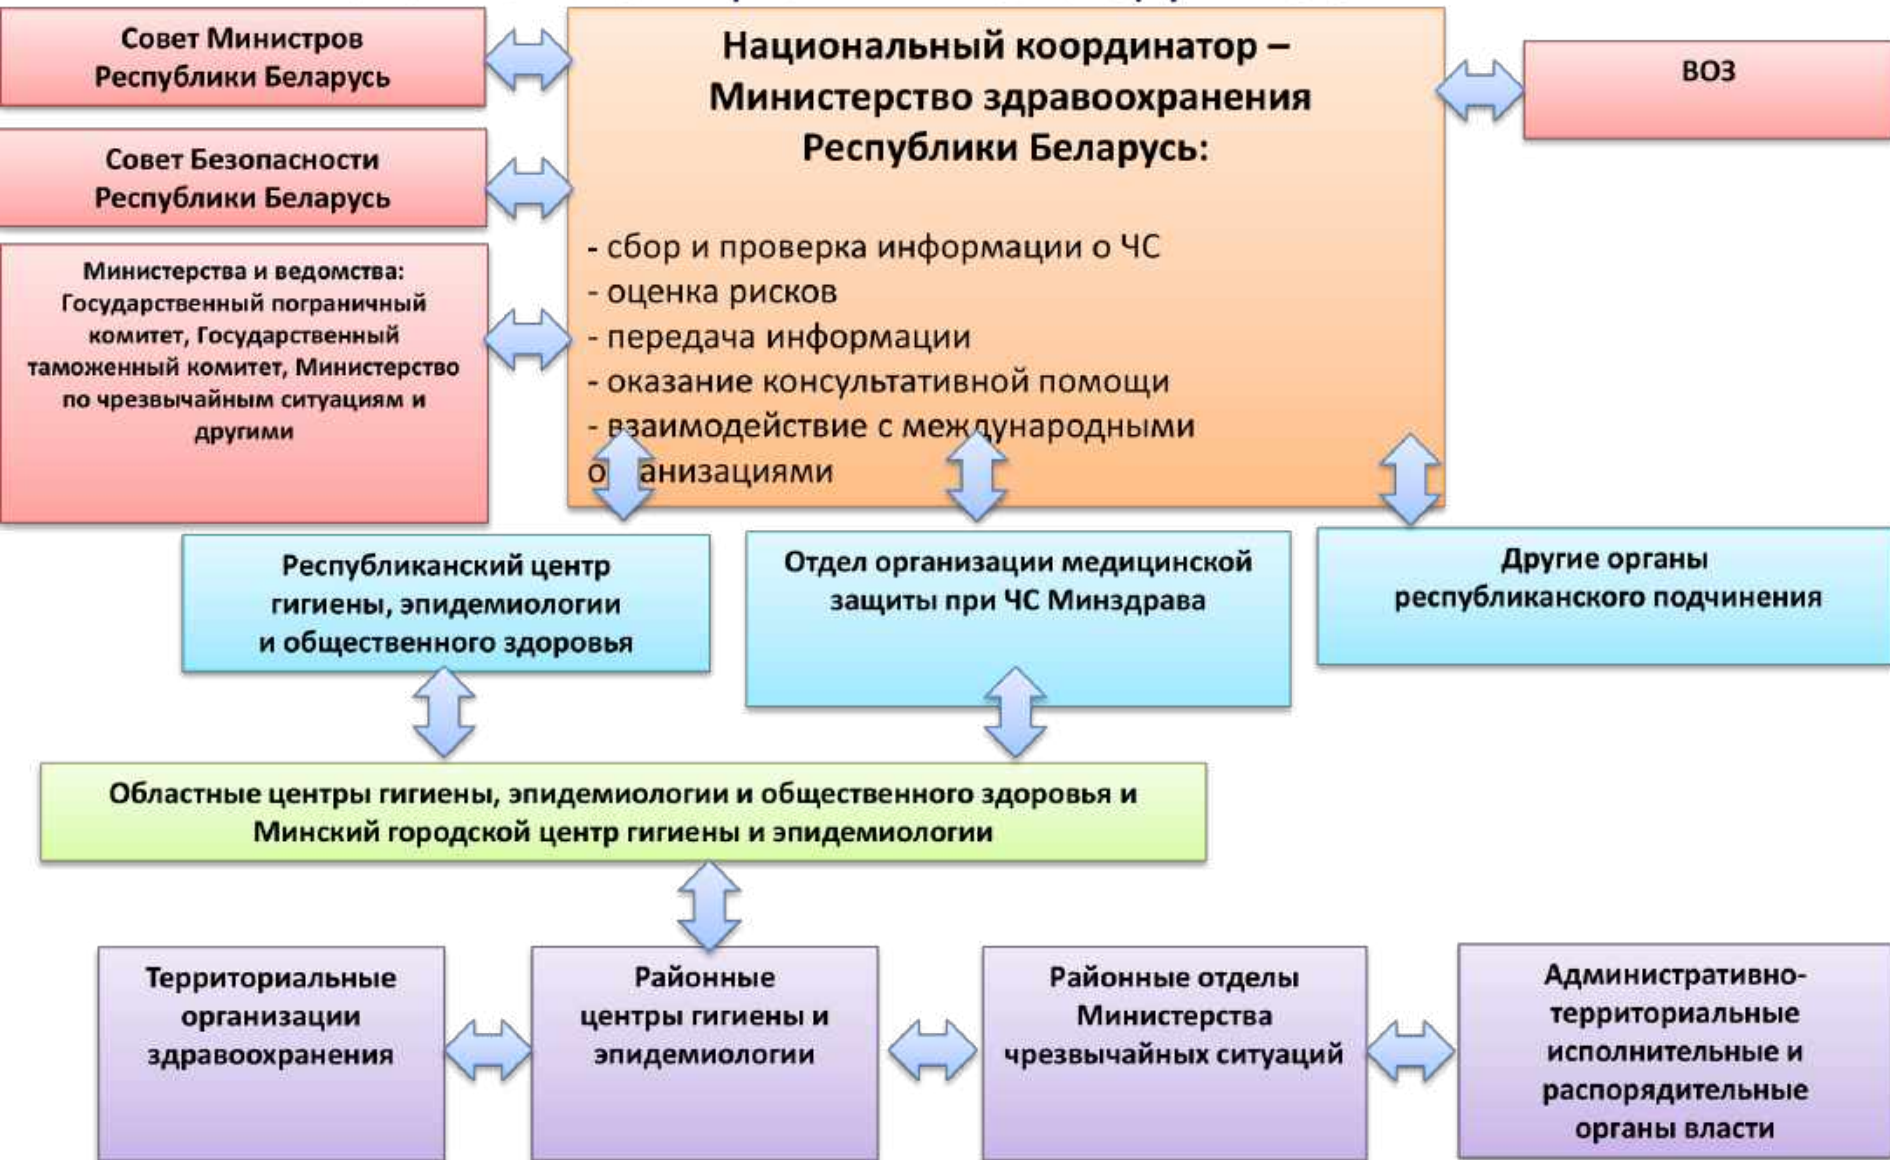 Совет Министров
Республики Беларусь
Совет Безопасности
Республики Беларусь
Министерства и ведомства:
Государственный пограничный
комитет, Государственный
таможенный комитет, Министерство
по чрезвычайным ситуациям и
другими
Национальный координатор –
Министерство здравоохранения
Республики Беларусь:
- сбор и проверка информации о ЧС
- оценка рисков
- передача информации
- оказание консультативной помощи
- взаимодействие с международными
организациями
ВОЗ
Республиканский центр
гигиены, эпидемиологии
и общественного здоровья
Отдел организации медицинской
защиты при ЧС Минздрава
Другие органы
республиканского подчинения
Областные центры гигиены, эпидемиологии и общественного здоровья и
Минский городской центр гигиены и эпидемиологии
Территориальные
организации
здравоохранения
Районные
центры гигиены и
эпидемиологии
Районные отделы
Министерства
чрезвычайных ситуаций
Административно-
территориальные
исполнительные и
распорядительные
органы власти